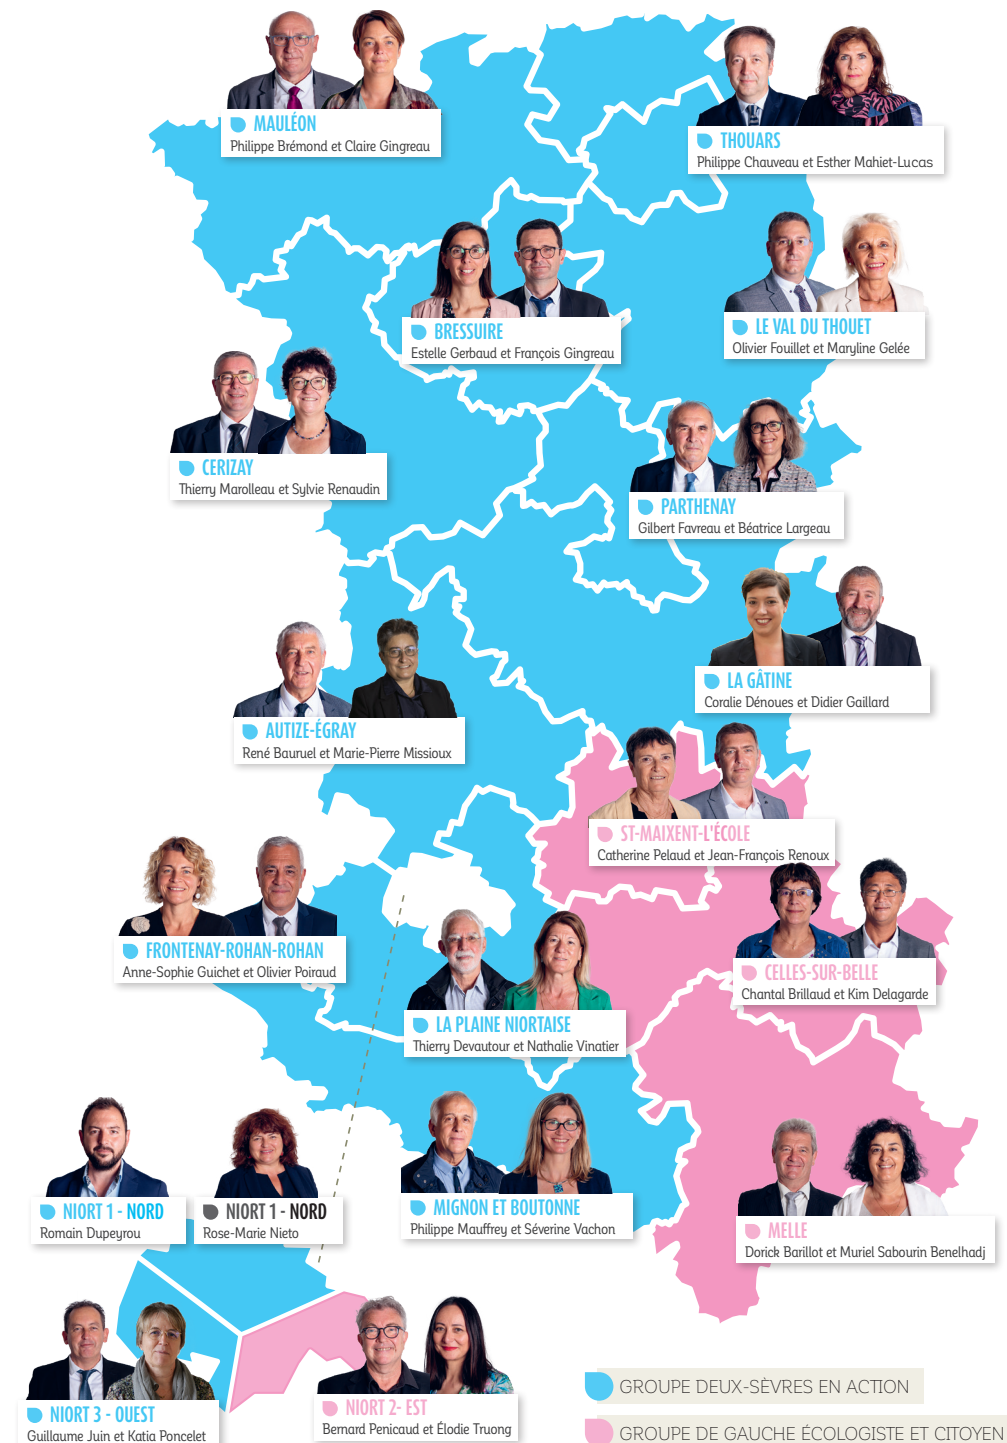 MAULÉON
Philippe Brémond et Claire Gingreau
THOUARS
Philippe Chauveau et Esther Mahiet-Lucas
BRESSUIRE
Estelle Gerbaud et François Gingreau
LE VAL DU THOUET
Olivier Fouillet et Maryline Gelée
CERIZAY
Thierry Marolleau et Sylvie Renaudin
PARTHENAY
Gilbert Favreau et Béatrice Largeau
LA GÂTINE
Coralie Dénoues et Didier Gaillard
AUTIZE-ÉGRAY
René Bauruel et Marie-Pierre Missioux
ST-MAIXENT-L'ÉCOLE
Catherine Pelaud et Jean-François Renoux
FRONTENAY-ROHAN-ROHAN
Anne-Sophie Guichet et Olivier Poiraud
CELLES-SUR-BELLE
Chantal Brillaud et Kim Delagarde
LA PLAINE NIORTAISE
Thierry Devautour et Nathalie Vinatier
NIORT 1 - NORD
Romain Dupeyrou
NIORT 1 - NORD
Rose-Marie Nieto
MIGNON ET BOUTONNE
Philippe Mauffrey et Séverine Vachon
MELLE
Dorick Barillot et Muriel Sabourin Benelhadj
NIORT 3 - OUEST
Guillaume Juin et Katia Poncelet
NIORT 2- EST
Bernard Penicaud et Élodie Truong
GROUPE DEUX-SÈVRES EN ACTION
GROUPE DE GAUCHE ÉCOLOGISTE ET CITOYEN